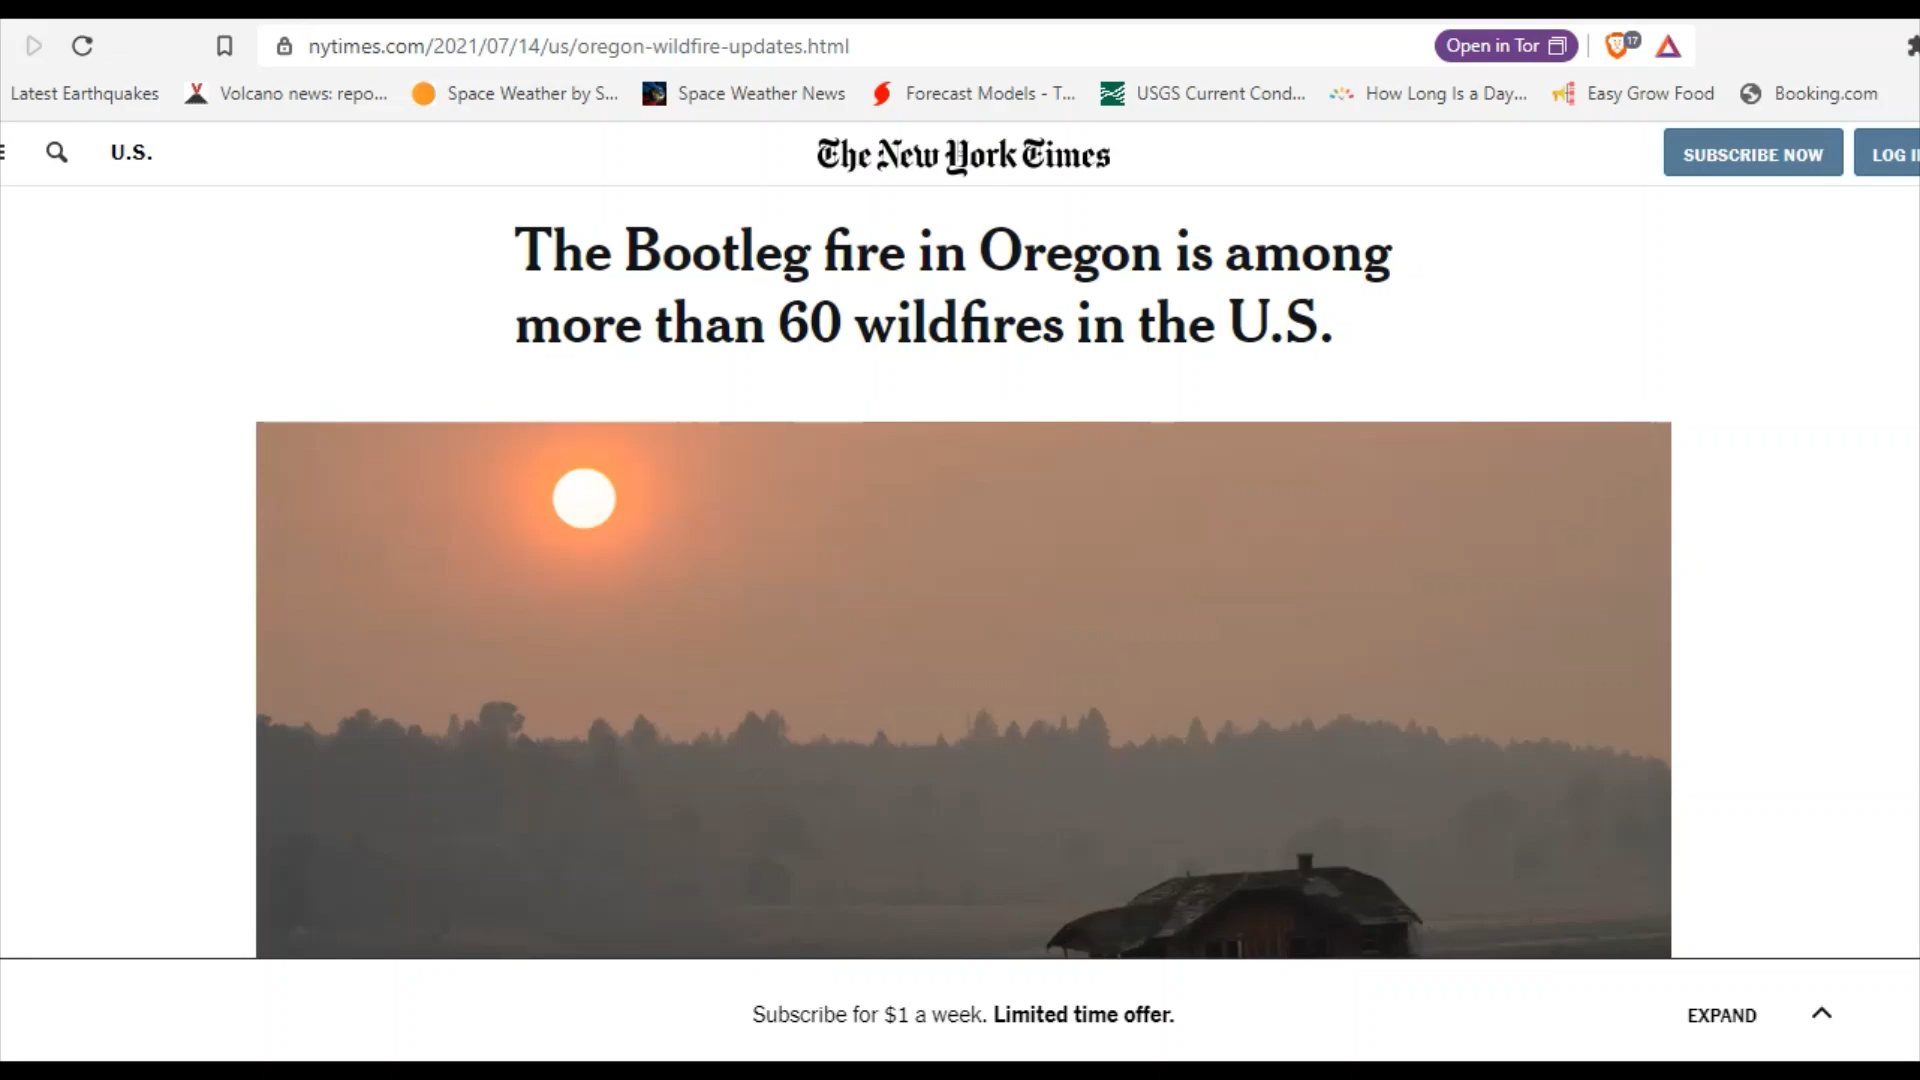 nytimes.com/2021/07/14/us/oregon-wildfire-updates.html
Open in Tor
17
Latest Earthquakes
Volcano news: repo...
Space Weather by S...
Space Weather News
Forecast Models - T...
USGS Current Cond...
How Long Is a Day...
Easy Grow Food
Booking.com
U.S.
The New York Times
SUBSCRIBE NOW
LOG I
The Bootleg fire in Oregon is among
more than 60 wildfires in the U.S.
Subscribe for $1 a week. Limited time offer.
EXPAND